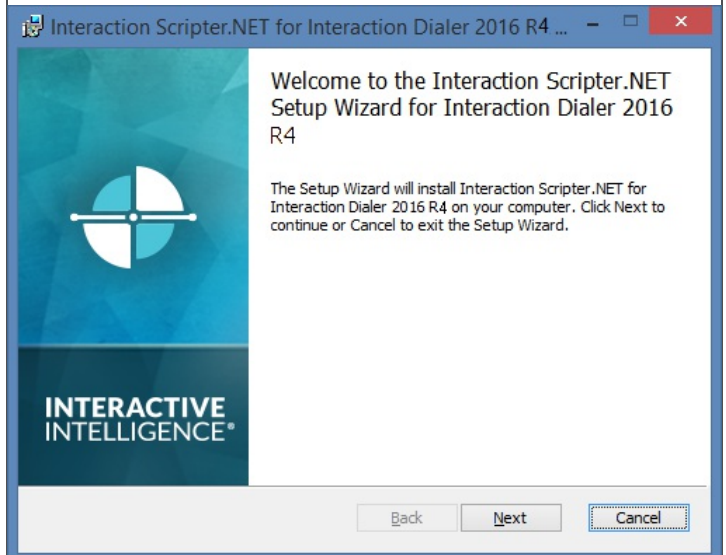 Interaction Scripter.NET for Interaction Dialer 2016 R4 ...
Welcome to the Interaction Scripter.NET
Setup Wizard for Interaction Dialer 2016
R4
The Setup Wizard will install Interaction Scripter.NET for
Interaction Dialer 2016 R4 on your computer. Click Next to
continue or Cancel to exit the Setup Wizard.
INTERACTIVE
INTELLIGENCE®
Back Next Cancel